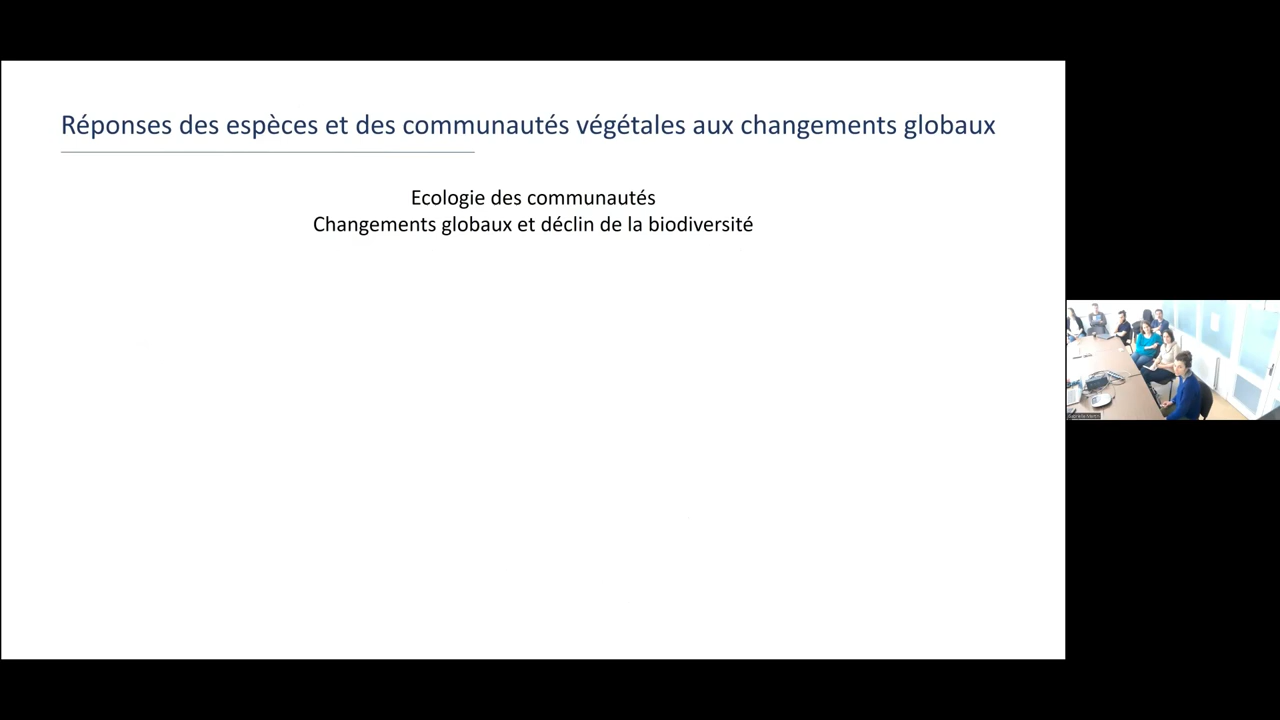 Réponses des espèces et des communautés végétales aux changements globaux
Ecologie des communautés
Changements globaux et déclin de la biodiversité